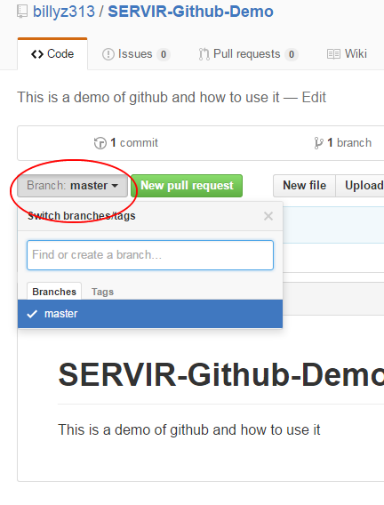 billyz313 / SERVIR-Github-Demo
Code Issues 0 Pull requests 0 Wiki
This is a demo of github and how to use it — Edit
1 commit 1 branch
Branch: master New pull request New file Upload
Switch branches/tags
Find or create a branch...
Branches Tags
master
SERVIR-Github-Demo
This is a demo of github and how to use it